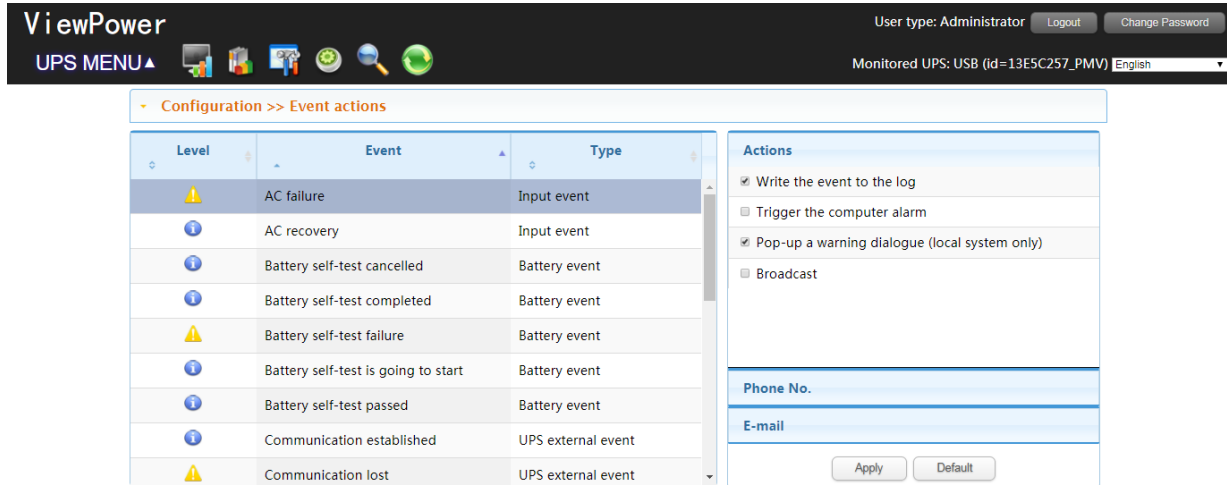 ViewPower
User type: Administrator Logout Change Password
UPS MENU▲
Monitored UPS: USB (id=13E5C257_PMV) English
Configuration >> Event actions
Level Event Type
AC failure Input event
AC recovery Input event
Battery self-test cancelled Battery event
Battery self-test completed Battery event
Battery self-test failure Battery event
Battery self-test is going to start Battery event
Battery self-test passed Battery event
Communication established UPS external event
Communication lost UPS external event
Actions
Write the event to the log
Trigger the computer alarm
Pop-up a warning dialogue (local system only)
Broadcast
Phone No.
E-mail
Apply Default